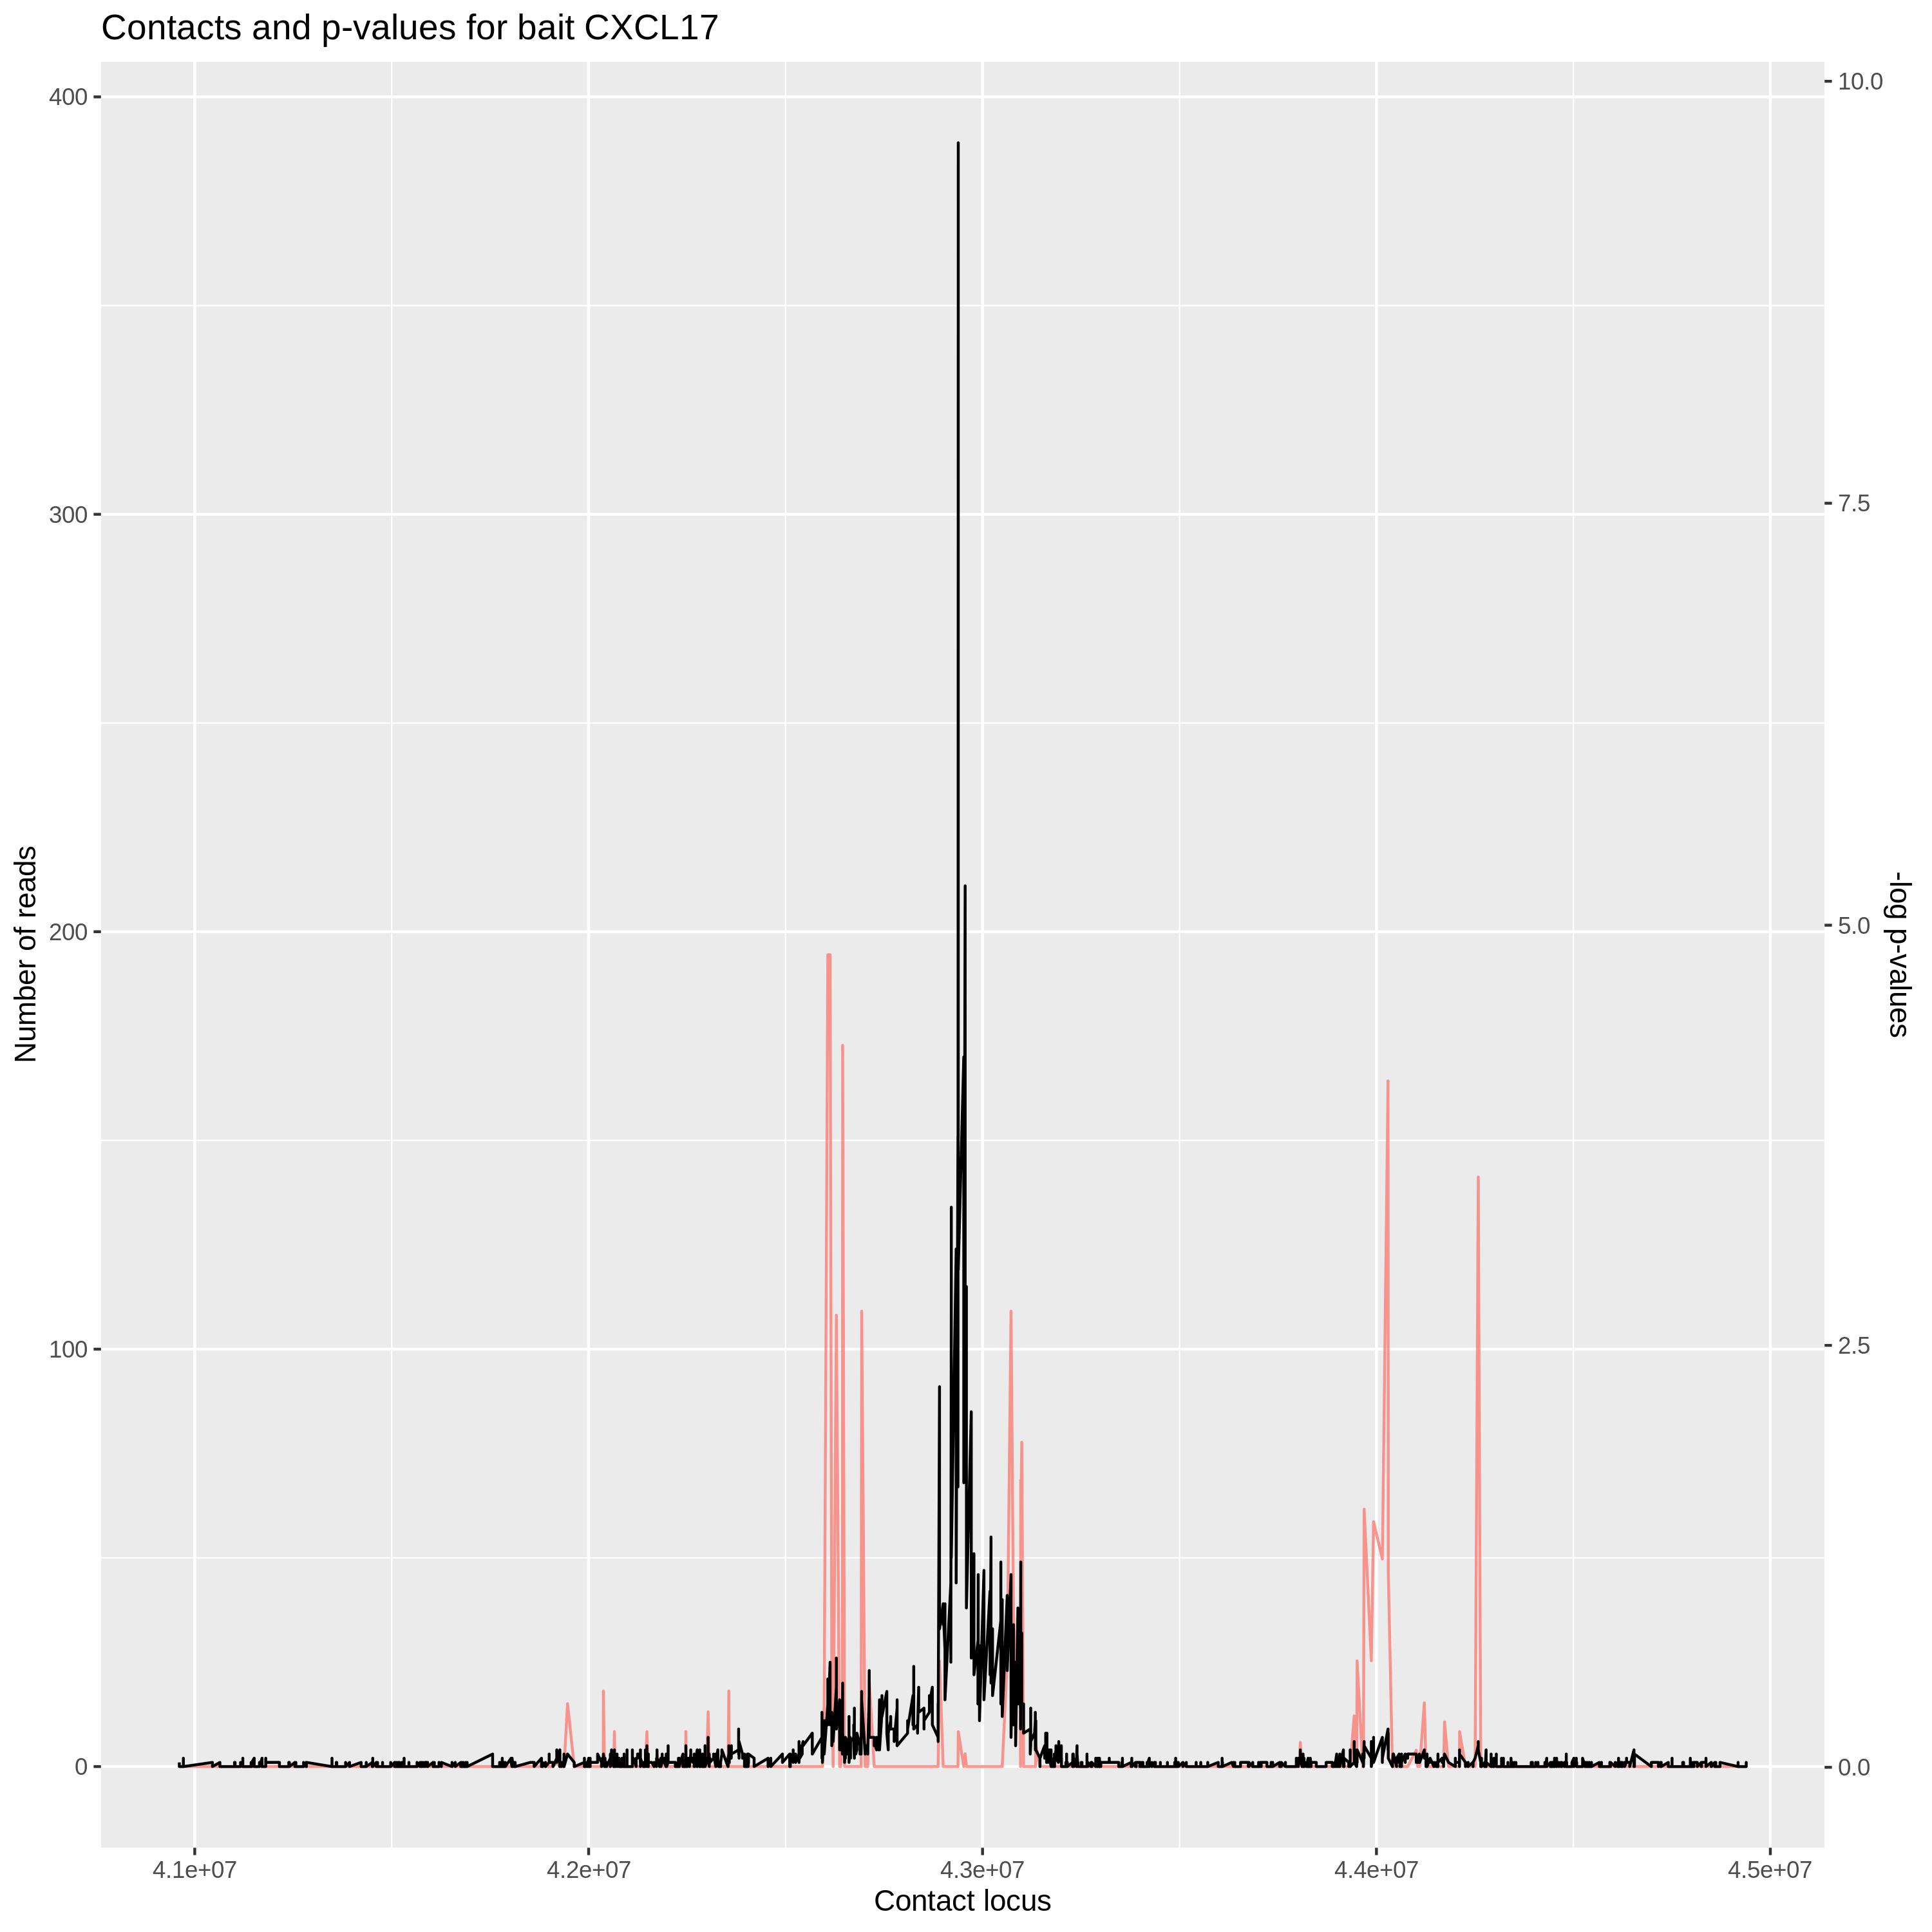 Contacts and p-values for bait CXCL17
400
300
200
100
0
Number of reads
10.0
7.5
5.0
2.5
0.0
-log p-values
4.1e+07
4.2e+07
4.3e+07
4.4e+07
4.5e+07
Contact locus